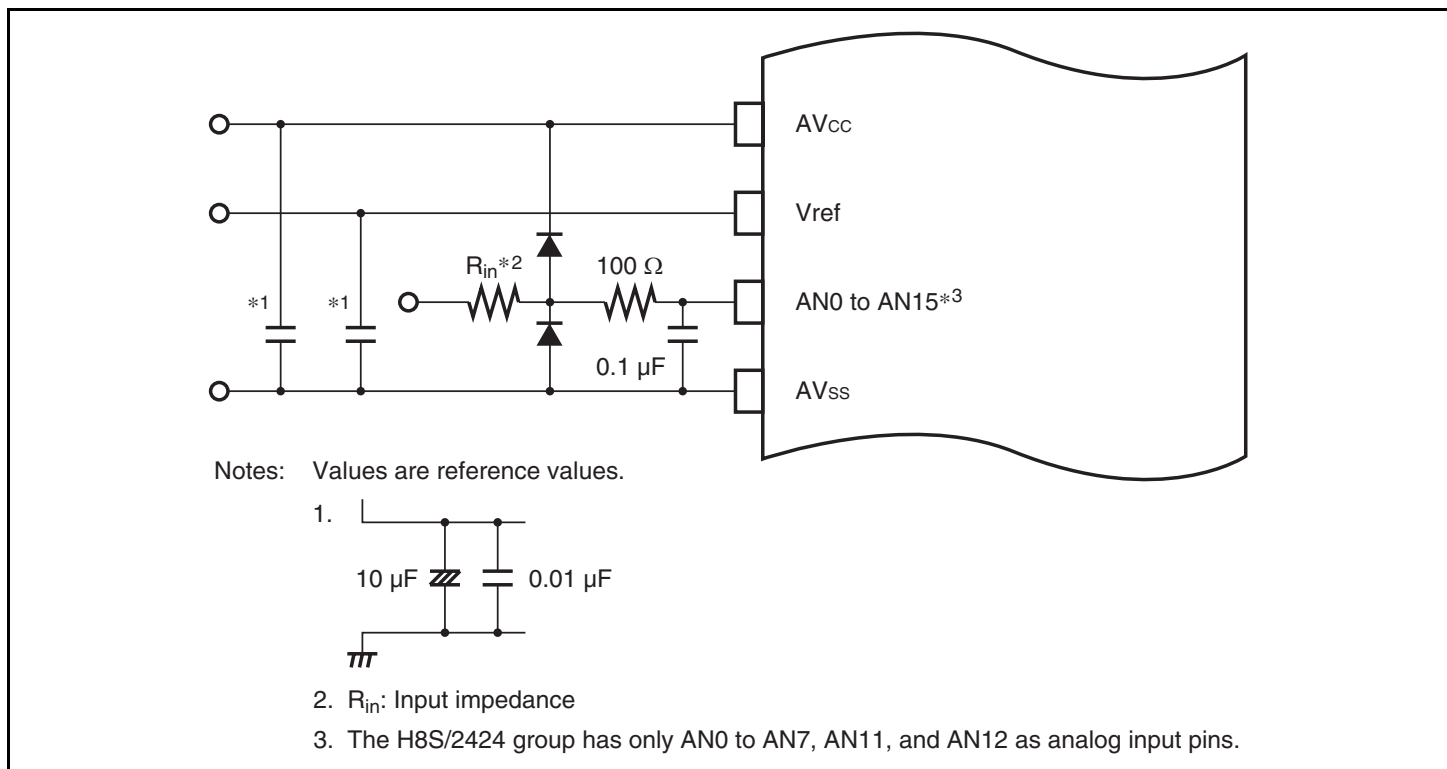 AVCC
Vref
Rin*2
100 Ω
*1
*1
AN0 to AN15*3
0.1 µF
AVSS
Notes: Values are reference values.
1.
10 µF
0.01 µF
2. Rin: Input impedance
3. The H8S/2424 group has only AN0 to AN7, AN11, and AN12 as analog input pins.